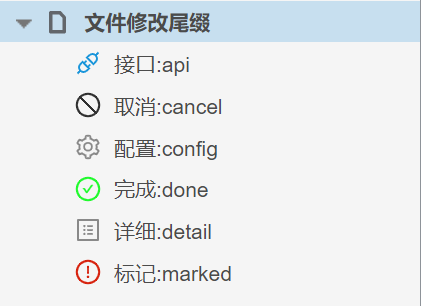 文件修改尾缀
接口:api
取消:cancel
配置:config
完成:done
详细:detail
标记:marked